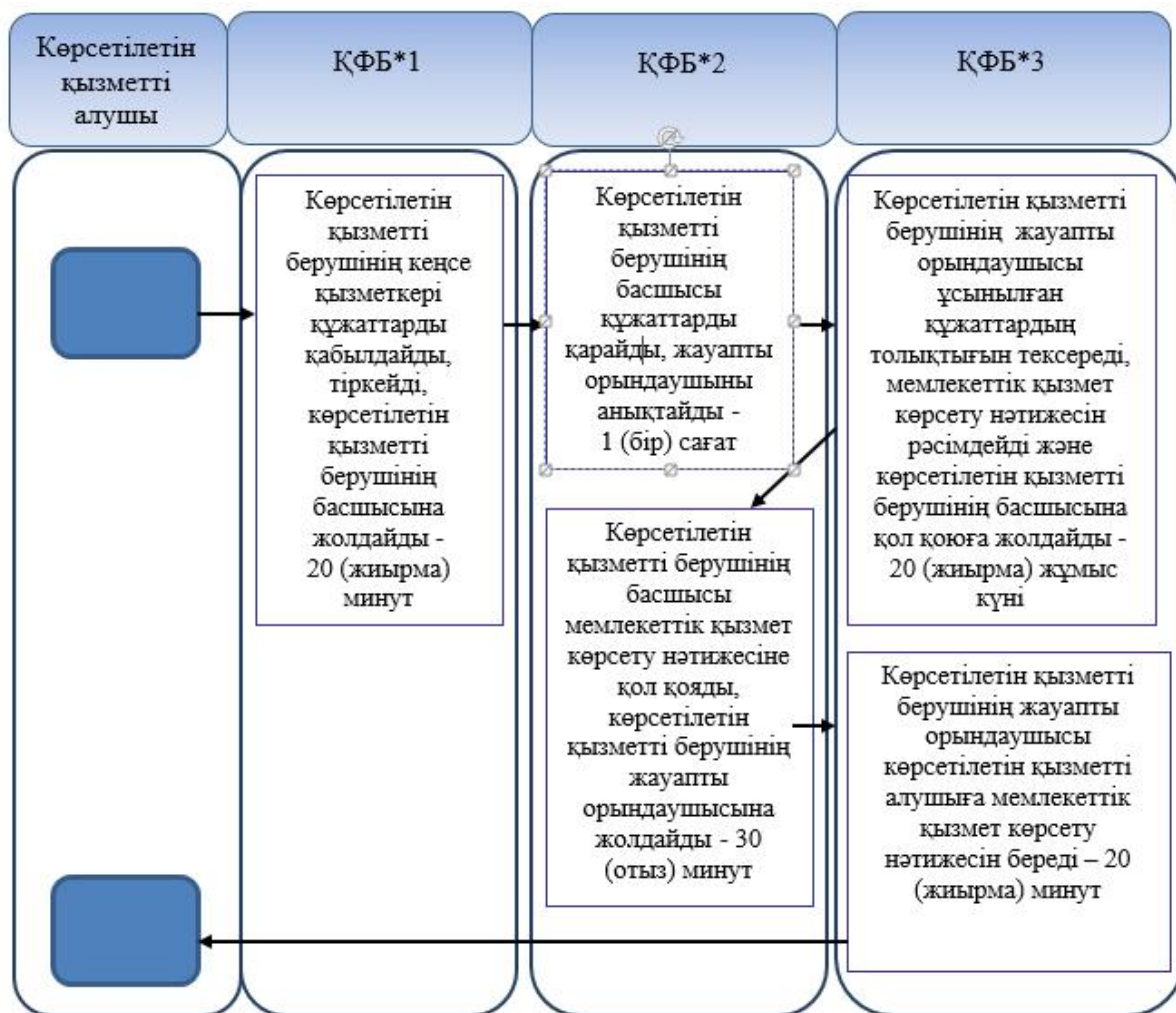 Көрсетілетін
қызметті
алушы
ҚФБ*1
ҚФБ*2
ҚФБ*3
Көрсетілетін
қызметті
берушінің кеңсе
қызметкері
құжаттарды
қабылдайды,
тіркейді,
көрсетілетін
қызметті
берушінің
басшысына
жолдайды -
20 (жиырма)
минут
Көрсетілетін
қызметті
берушінің
басшысы
құжаттарды
қарайды, жауапты
орындаушыны
анықтайды -
1 (бір) сағат
Көрсетілетін қызметті
берушінің жауапты
орындаушысы
ұсынылған
құжаттардың
толықтығын тексереді,
мемлекеттік қызмет
көрсету нәтижесін
рәсімдейді және
көрсетілетін қызметті
берушінің басшысына
қол қоюға жолдайды -
20 (жиырма) жұмыс
күні
Көрсетілетін
қызметті берушінің
басшысы
мемлекеттік қызмет
көрсету нәтижесіне
қол қояды,
көрсетілетін
қызметті берушінің
жауапты
орындаушысына
жолдайды - 30
(отыз) минут
Көрсетілетін қызметті
берушінің жауапты
орындаушысы
көрсетілетін қызметті
алушыға мемлекеттік
қызмет көрсету
нәтижесін береді – 20
(жиырма) минут